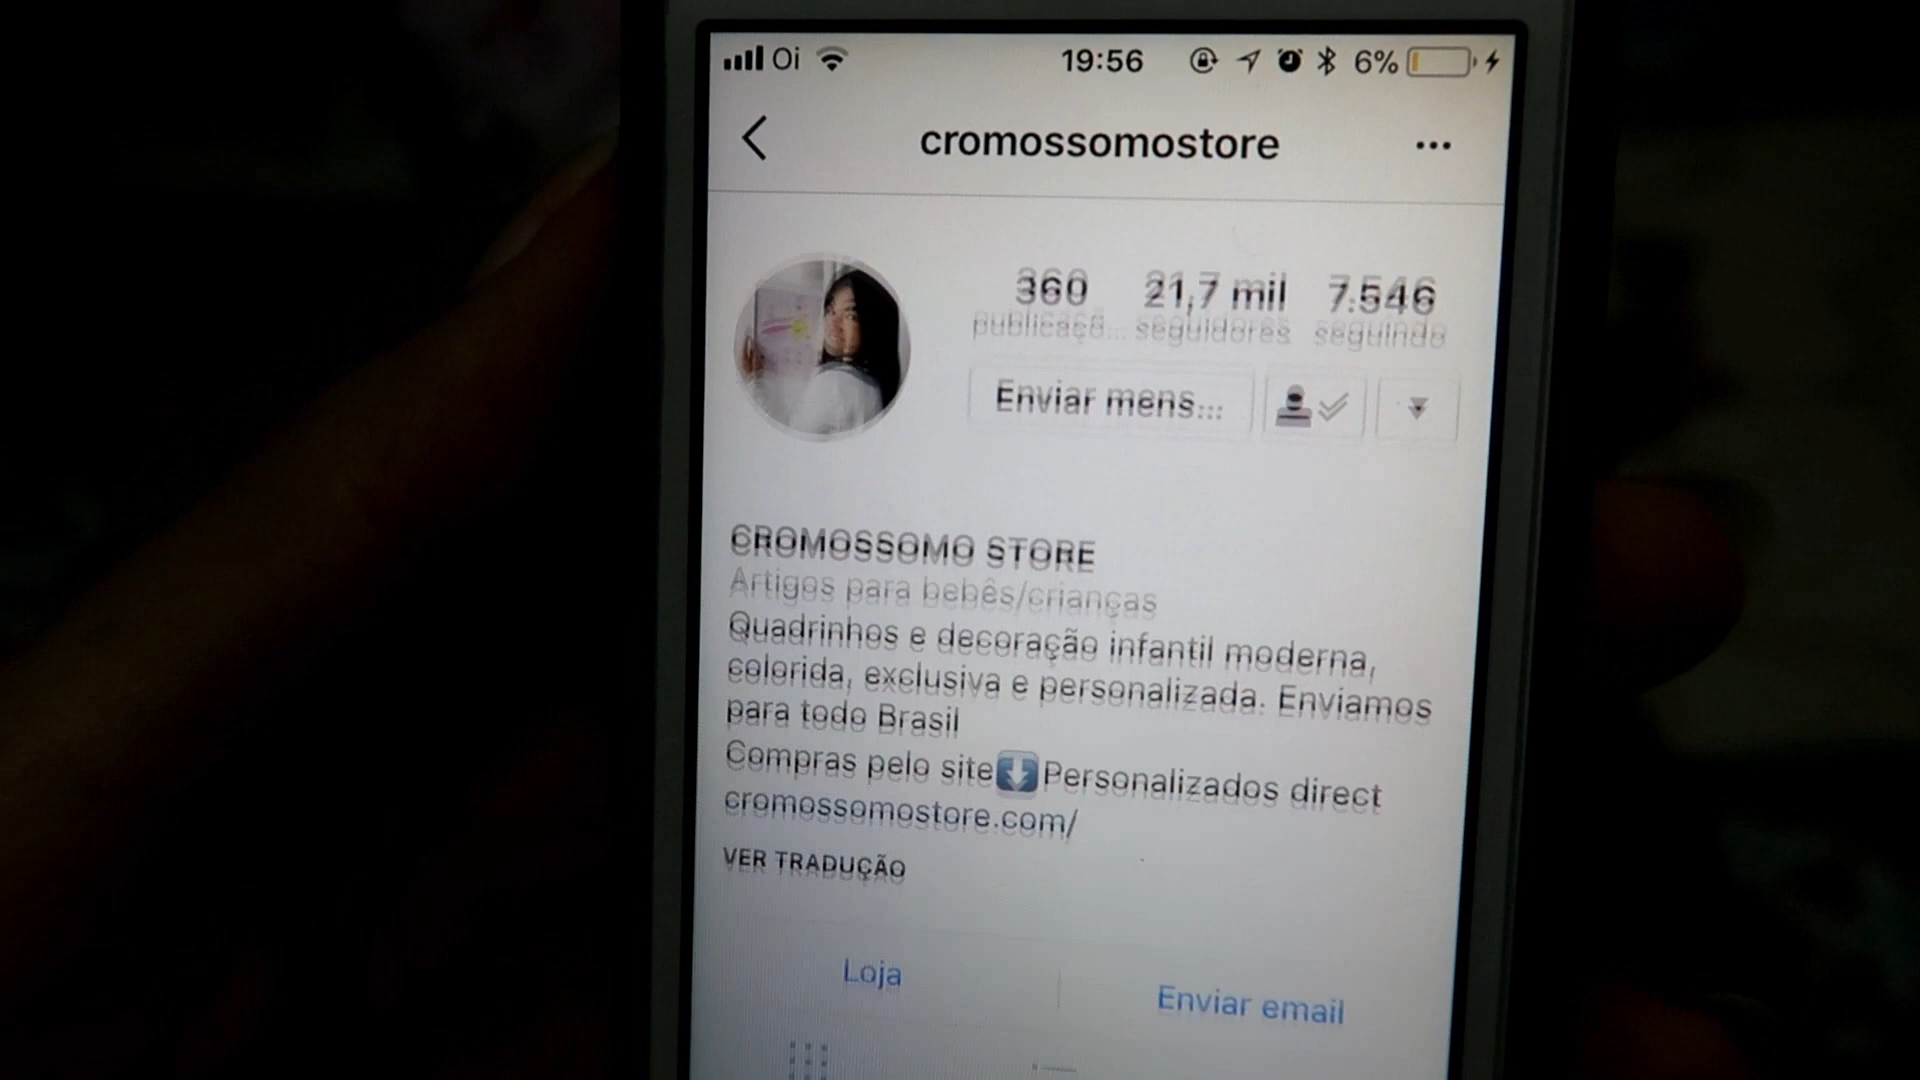 Oi 19:56 6%
cromossomostore
360 21,7 mil 7.546
publicaçõ... seguidores seguindo
Enviar mens...
CROMOSSOMO STORE
Artigos para bebês/crianças
Quadrinhos e decoração infantil moderna,
colorida, exclusiva e personalizada. Enviamos
para todo Brasil
Compras pelo site⬇️Personalizados direct
cromossomostore.com/
VER TRADUÇÃO
Loja Enviar email